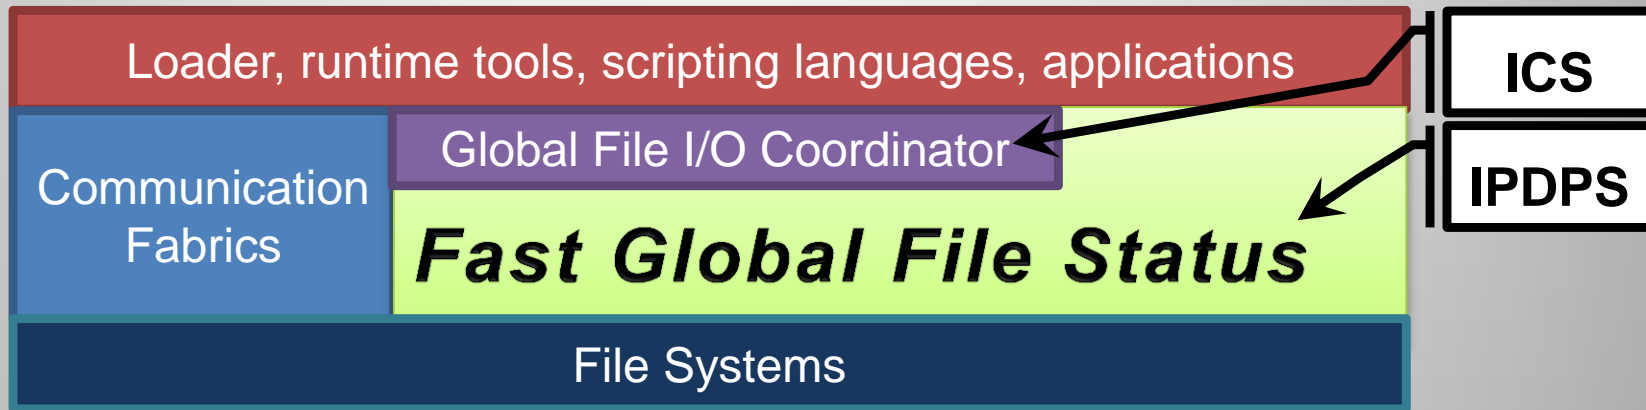 Loader, runtime tools, scripting languages, applications
ICS
Global File I/O Coordinator
IPDPS
Communication
Fabrics
Fast Global File Status
File Systems